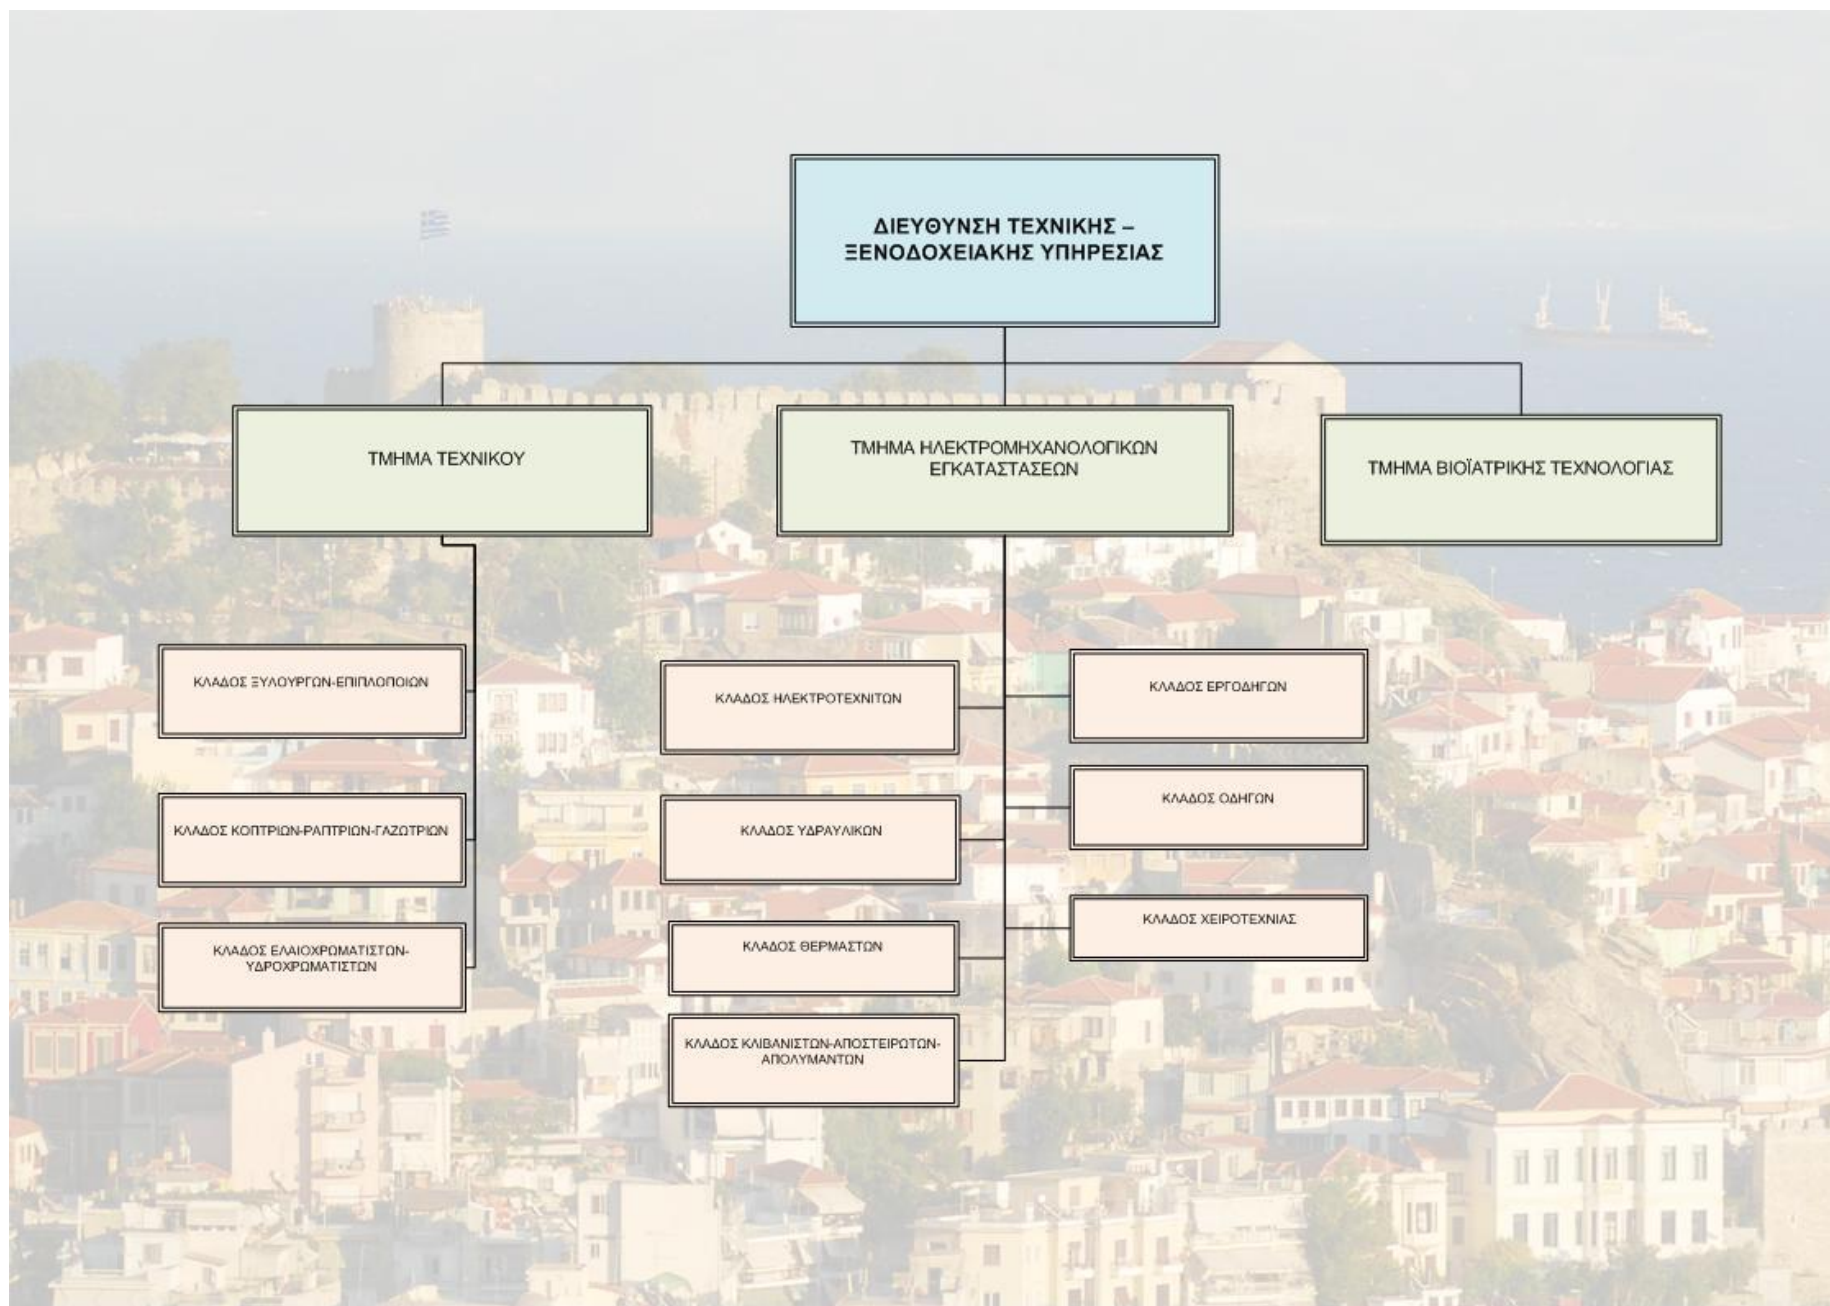 ΔΙΕΥΘΥΝΣΗ ΤΕΧΝΙΚΗΣ –
ΞΕΝΟΔΟΧΕΙΑΚΗΣ ΥΠΗΡΕΣΙΑΣ
ΤΜΗΜΑ ΤΕΧΝΙΚΟΥ
ΤΜΗΜΑ ΗΛΕΚΤΡΟΜΗΧΑΝΟΛΟΓΙΚΩΝ
ΕΓΚΑΤΑΣΤΑΣΕΩΝ
ΤΜΗΜΑ ΒΙΟΪΑΤΡΙΚΗΣ ΤΕΧΝΟΛΟΓΙΑΣ
ΚΛΑΔΟΣ ΞΥΛΟΥΡΓΩΝ-ΕΠΙΠΛΟΠΟΙΩΝ
ΚΛΑΔΟΣ ΚΟΠΤΡΙΩΝ-ΡΑΠΤΡΙΩΝ-ΓΑΖΩΤΡΙΩΝ
ΚΛΑΔΟΣ ΕΛΑΙΟΧΡΩΜΑΤΙΣΤΩΝ-
ΥΔΡΟΧΡΩΜΑΤΙΣΤΩΝ
ΚΛΑΔΟΣ ΗΛΕΚΤΡΟΤΕΧΝΙΤΩΝ
ΚΛΑΔΟΣ ΥΔΡΑΥΛΙΚΩΝ
ΚΛΑΔΟΣ ΘΕΡΜΑΣΤΩΝ
ΚΛΑΔΟΣ ΚΛΙΒΑΝΙΣΤΩΝ-ΑΠΟΣΤΕΙΡΩΤΩΝ-
ΑΠΟΛΥΜΑΝΤΩΝ
ΚΛΑΔΟΣ ΕΡΓΟΔΗΓΩΝ
ΚΛΑΔΟΣ ΟΔΗΓΩΝ
ΚΛΑΔΟΣ ΧΕΙΡΟΤΕΧΝΙΑΣ